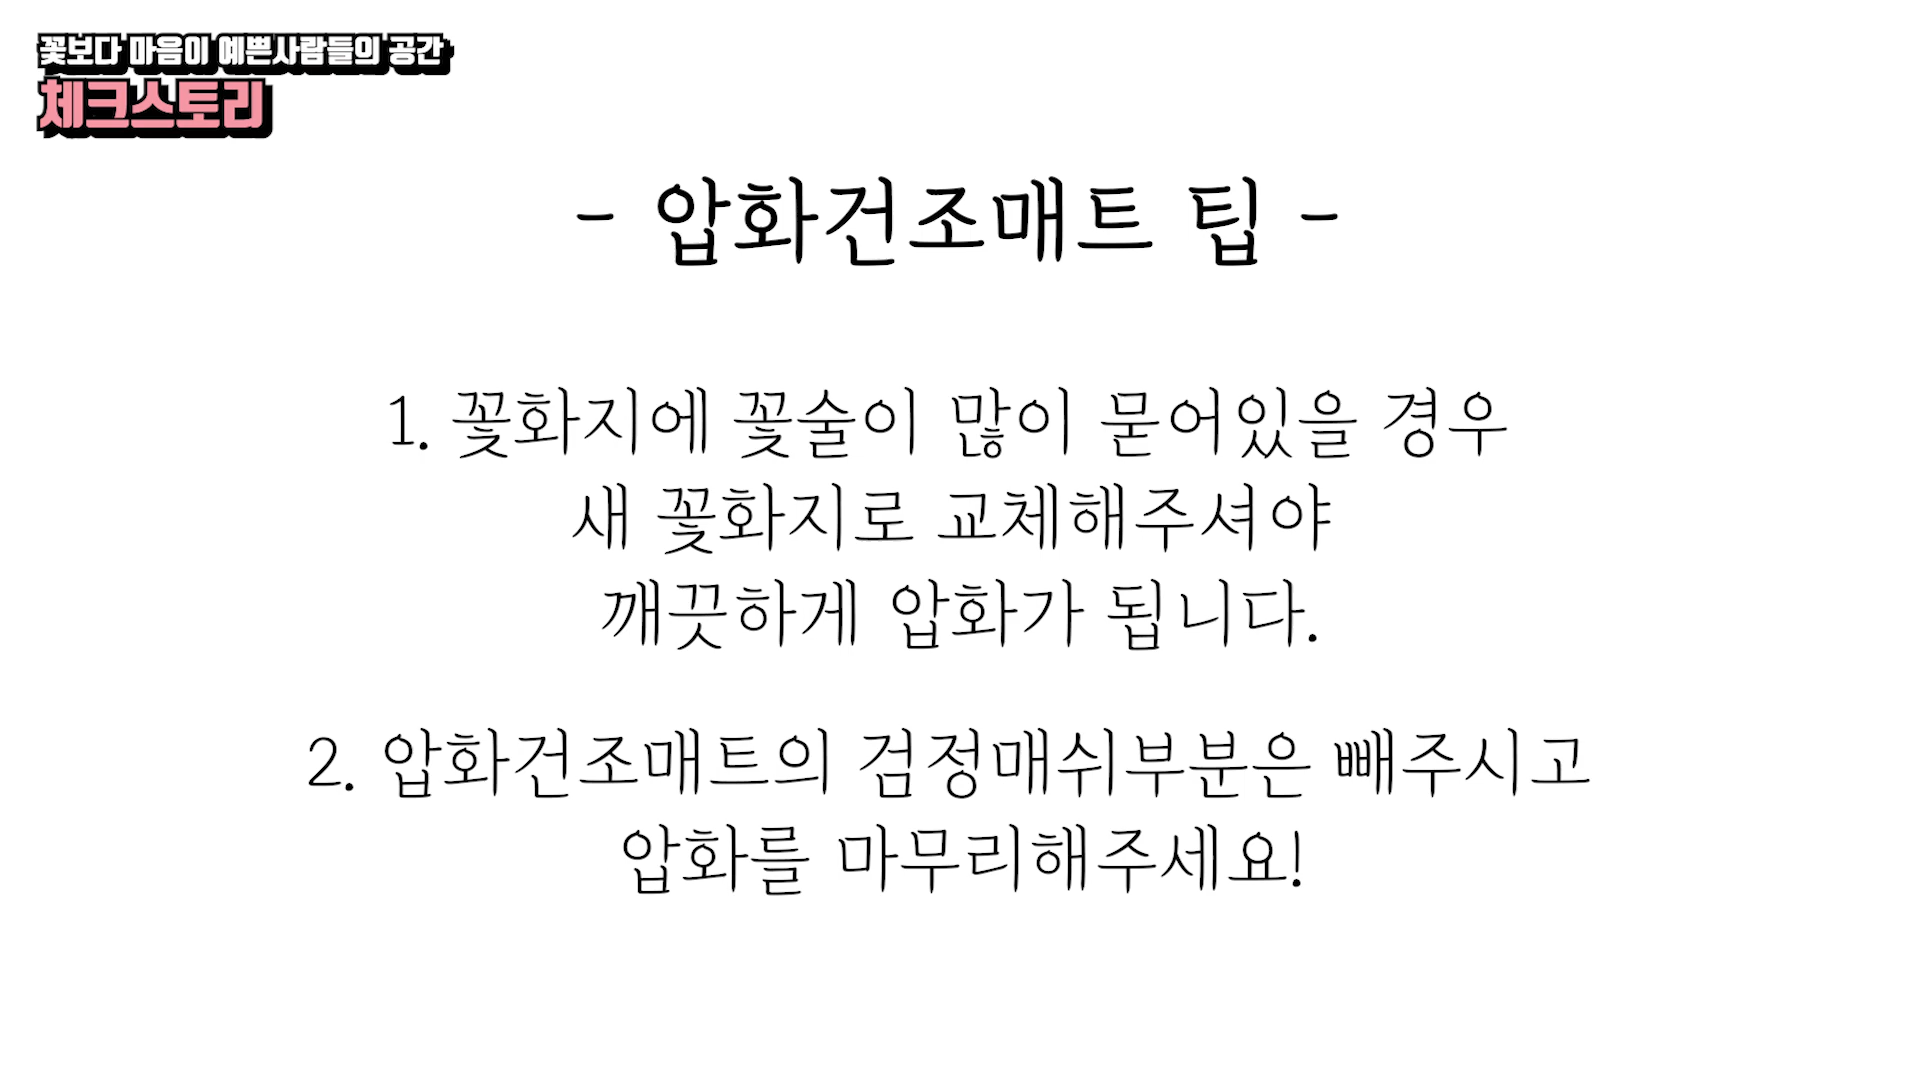 꽃보다 마음이 예쁜사람들의 공간
체크스토리
- 압화건조매트 팁 -
1. 꽃화지에 꽃술이 많이 묻어있을 경우
새 꽃화지로 교체해주셔야
깨끗하게 압화가 됩니다.
2. 압화건조매트의 검정매쉬부분은 빼주시고
압화를 마무리해주세요!